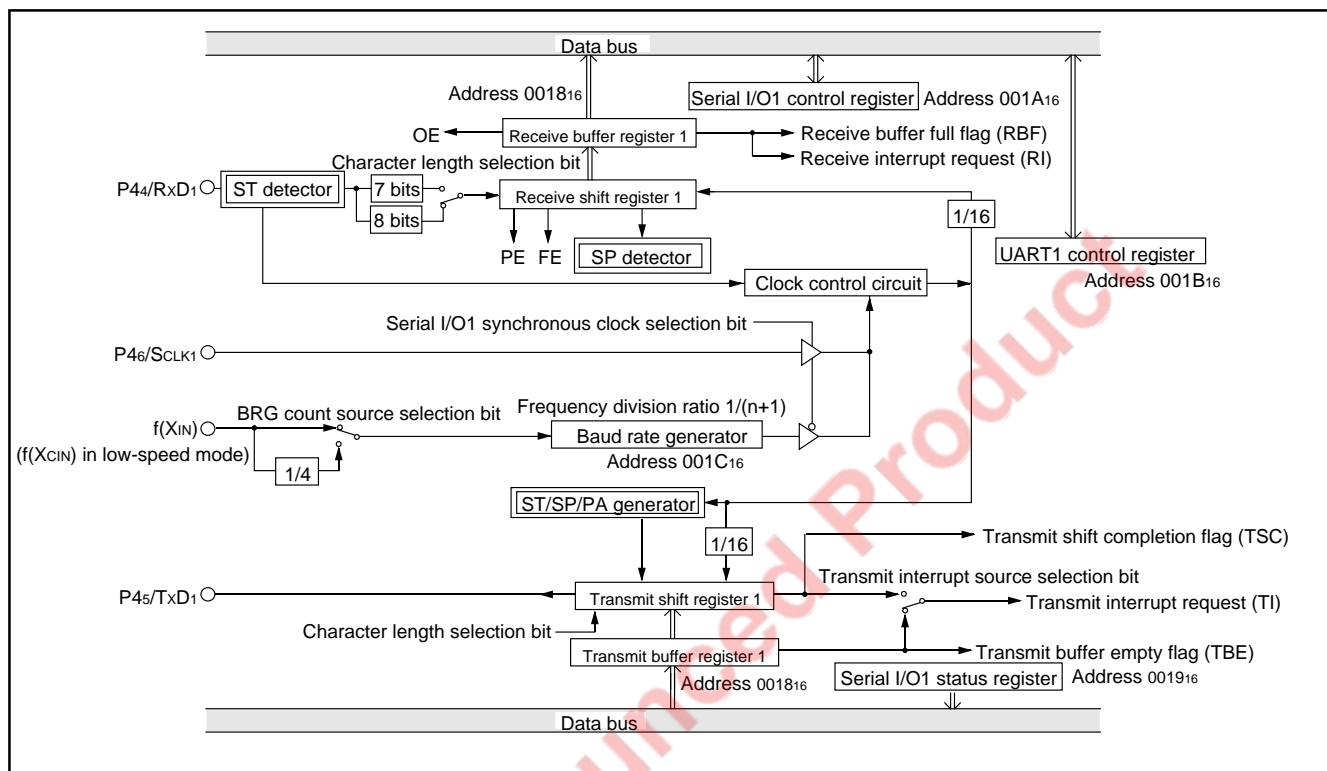 Data bus
Address 001816
Serial I/O1 control register Address 001A16
OE
Receive buffer register 1
Receive buffer full flag (RBF)
Receive interrupt request (RI)
Character length selection bit
P44/RXD1
ST detector
7 bits
8 bits
Receive shift register 1
1/16
PE FE
SP detector
UART1 control register
Address 001B16
Clock control circuit
Serial I/O1 synchronous clock selection bit
P46/SCLK1
f(XIN)
(f(XCIN) in low-speed mode)
BRG count source selection bit
1/4
Frequency division ratio 1/(n+1)
Baud rate generator
Address 001C16
ST/SP/PA generator
1/16
Transmit shift completion flag (TSC)
Transmit interrupt source selection bit
P45/TXD1
Transmit shift register 1
Transmit interrupt request (TI)
Character length selection bit
Transmit buffer register 1
Transmit buffer empty flag (TBE)
Address 001816
Serial I/O1 status register Address 001916
Data bus
unced Product